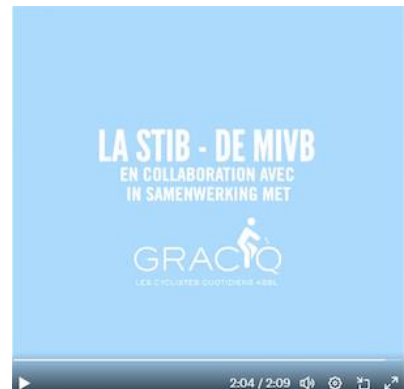 LA STIB - DE MIVB
EN COLLABORATION AVEC
IN SAMENWERKING MET
GRACQ
LES CYCLISTES QUOTIDIENS ASBL
2:04 / 2:09